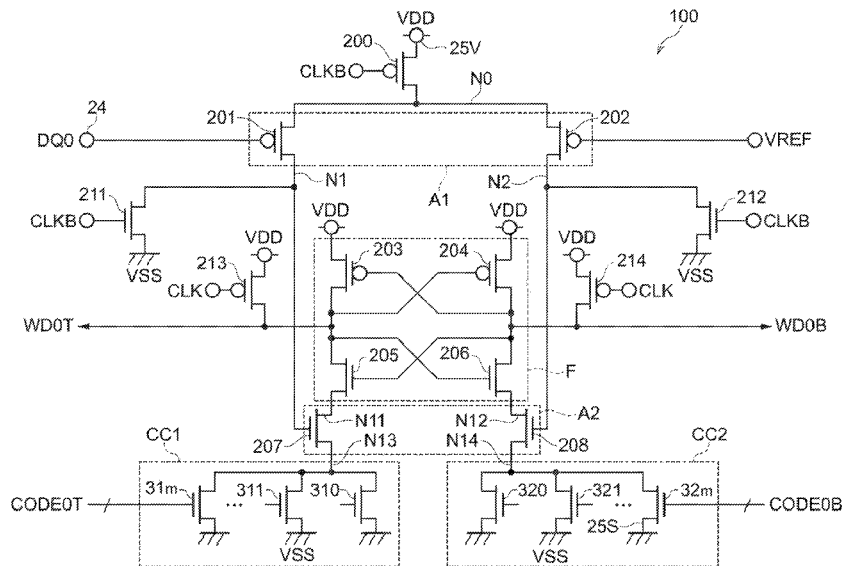 100
VDD
200
25V
CLKB
N0
24
201
202
DQ0
VREF
N1
N2
A1
211
212
CLKB
VDD
VDD
CLKB
VSS
VDD
203
204
VDD
VSS
213
214
CLK
CLK
WD0T
WD0B
205
206
F
N11
N12
A2
207
208
CC1
N13
N14
CC2
31m
311
310
320
321
32m
CODE0T
...
...
CODE0B
25S
VSS
VSS